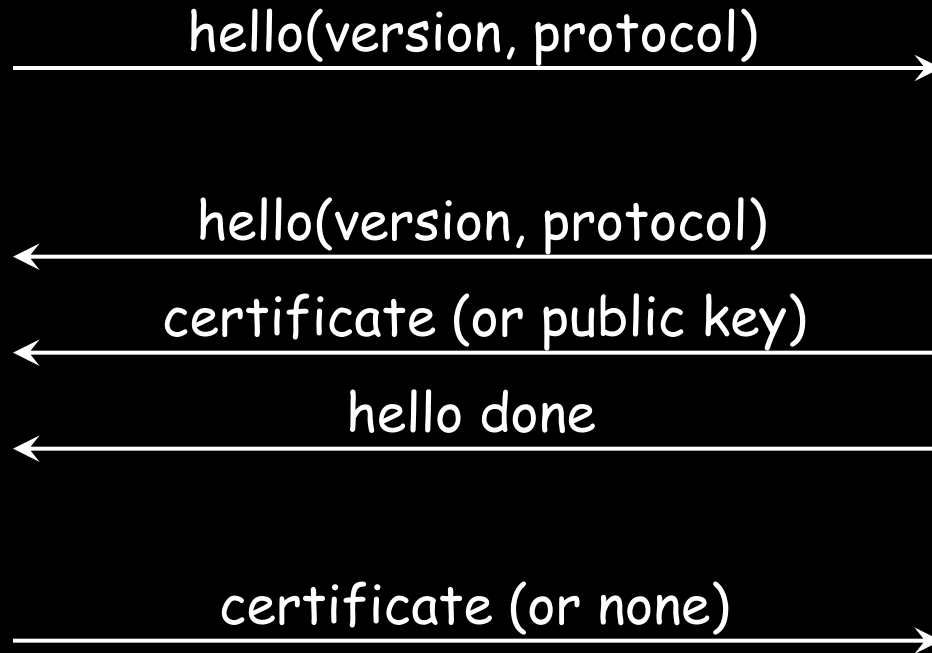 hello(version, protocol)
hello(version, protocol)
certificate (or public key)
hello done
certificate (or none)